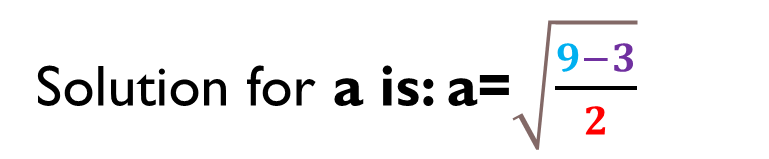 Solution for a is: a=√((9−3)/2)